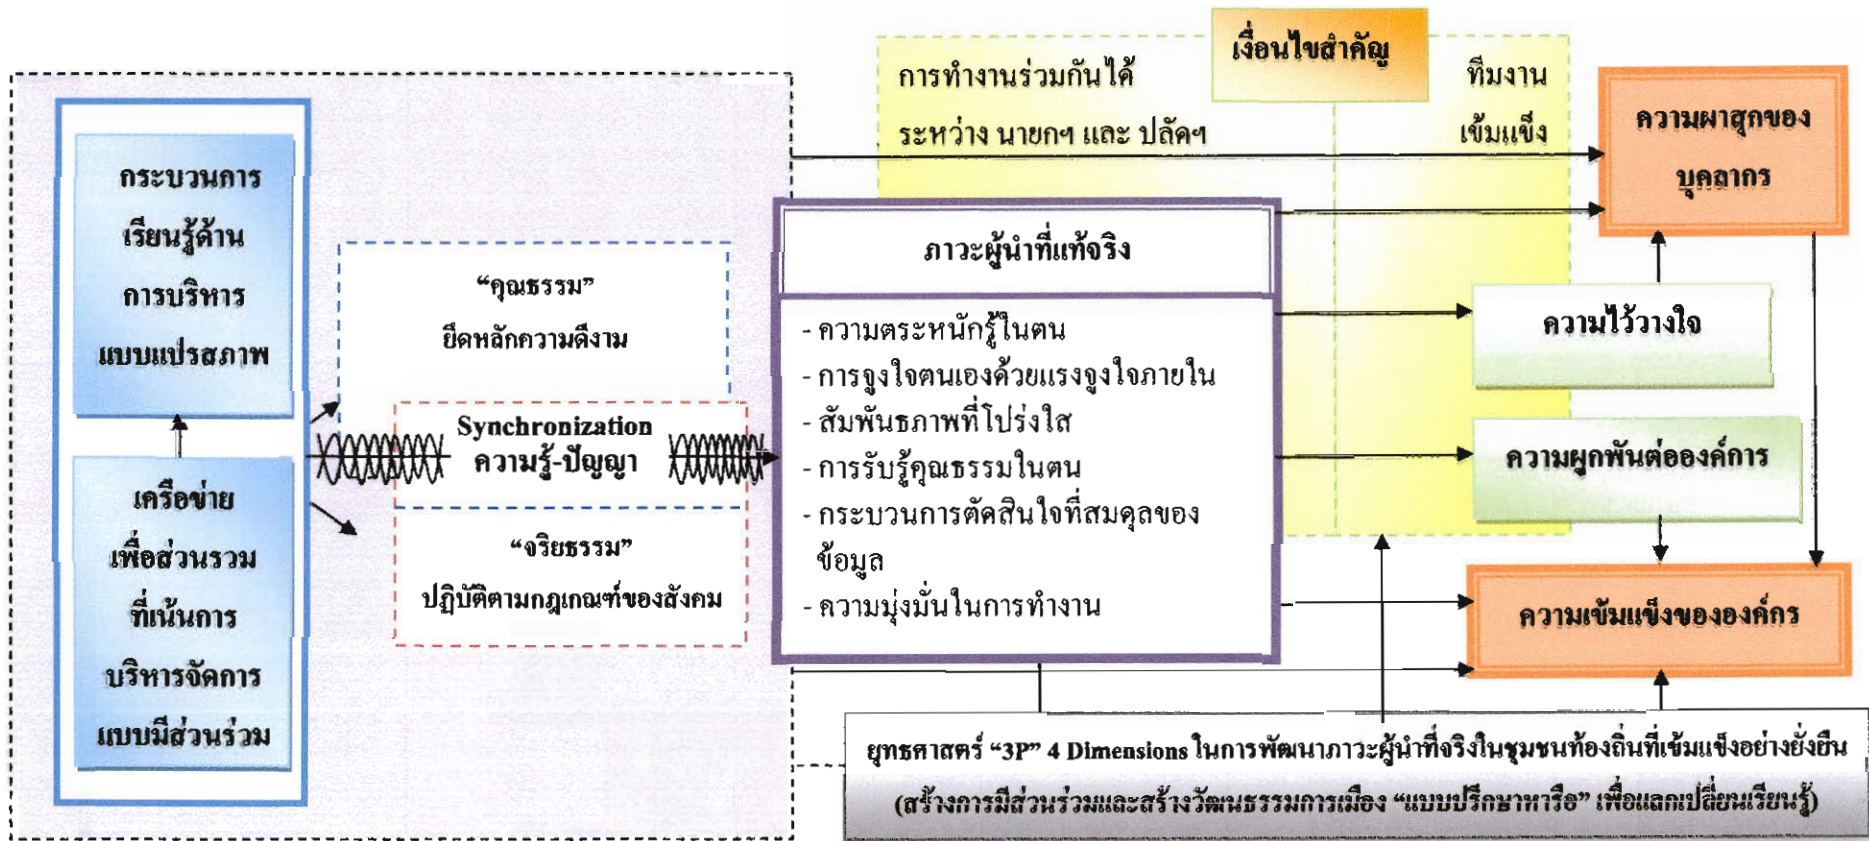 กระบวนการ
เรียนรู้ด้าน
การบริหาร
แบบแปรสภาพ
เครือข่าย
เพื่อส่วนรวม
ที่เน้นการ
บริหารจัดการ
แบบมีส่วนร่วม
“คุณธรรม”
ยึดหลักความดีงาม
Synchronization
ความรู้-ปัญญา
“จริยธรรม”
ปฏิบัติตามกฎเกณฑ์ของสังคม
เงื่อนไขสำคัญ
การทำงานร่วมกันได้
ระหว่าง นายกฯ และ ปลัดฯ
ทีมงาน
เข้มแข็ง
ภาวะผู้นำที่แท้จริง
- ความตระหนักรู้ในตน
- การจูงใจตนเองด้วยแรงจูงใจภายใน
- สัมพันธภาพที่โปร่งใส
- การรับรู้คุณธรรมในตน
- กระบวนการตัดสินใจที่สมดุลของ
ข้อมูล
- ความมุ่งมั่นในการทำงาน
ความผาสุกของ
บุคลากร
ความไว้วางใจ
ความผูกพันต่อองค์การ
ความเข้มแข็งขององค์กร
ยุทธศาสตร์ “3P” 4 Dimensions ในการพัฒนาภาวะผู้นำที่จริงในชุมชนท้องถิ่นที่เข้มแข็งอย่างยั่งยืน
(สร้างการมีส่วนร่วมและสร้างวัฒนธรรมการเมือง “แบบปรึกษาหารือ” เพื่อแลกเปลี่ยนเรียนรู้)